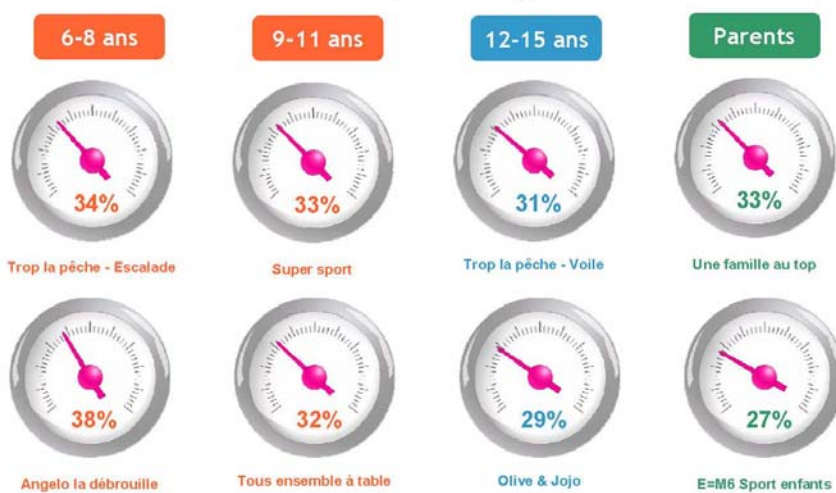 6-8 ans
9-11 ans
12-15 ans
Parents
34%
33%
31%
33%
Trop la pêche - Escalade
Super sport
Trop la pêche - Voile
Une famille au top
38%
32%
29%
27%
Angelo la débrouille
Tous ensemble à table
Olive & Jojo
E=M6 Sport enfants